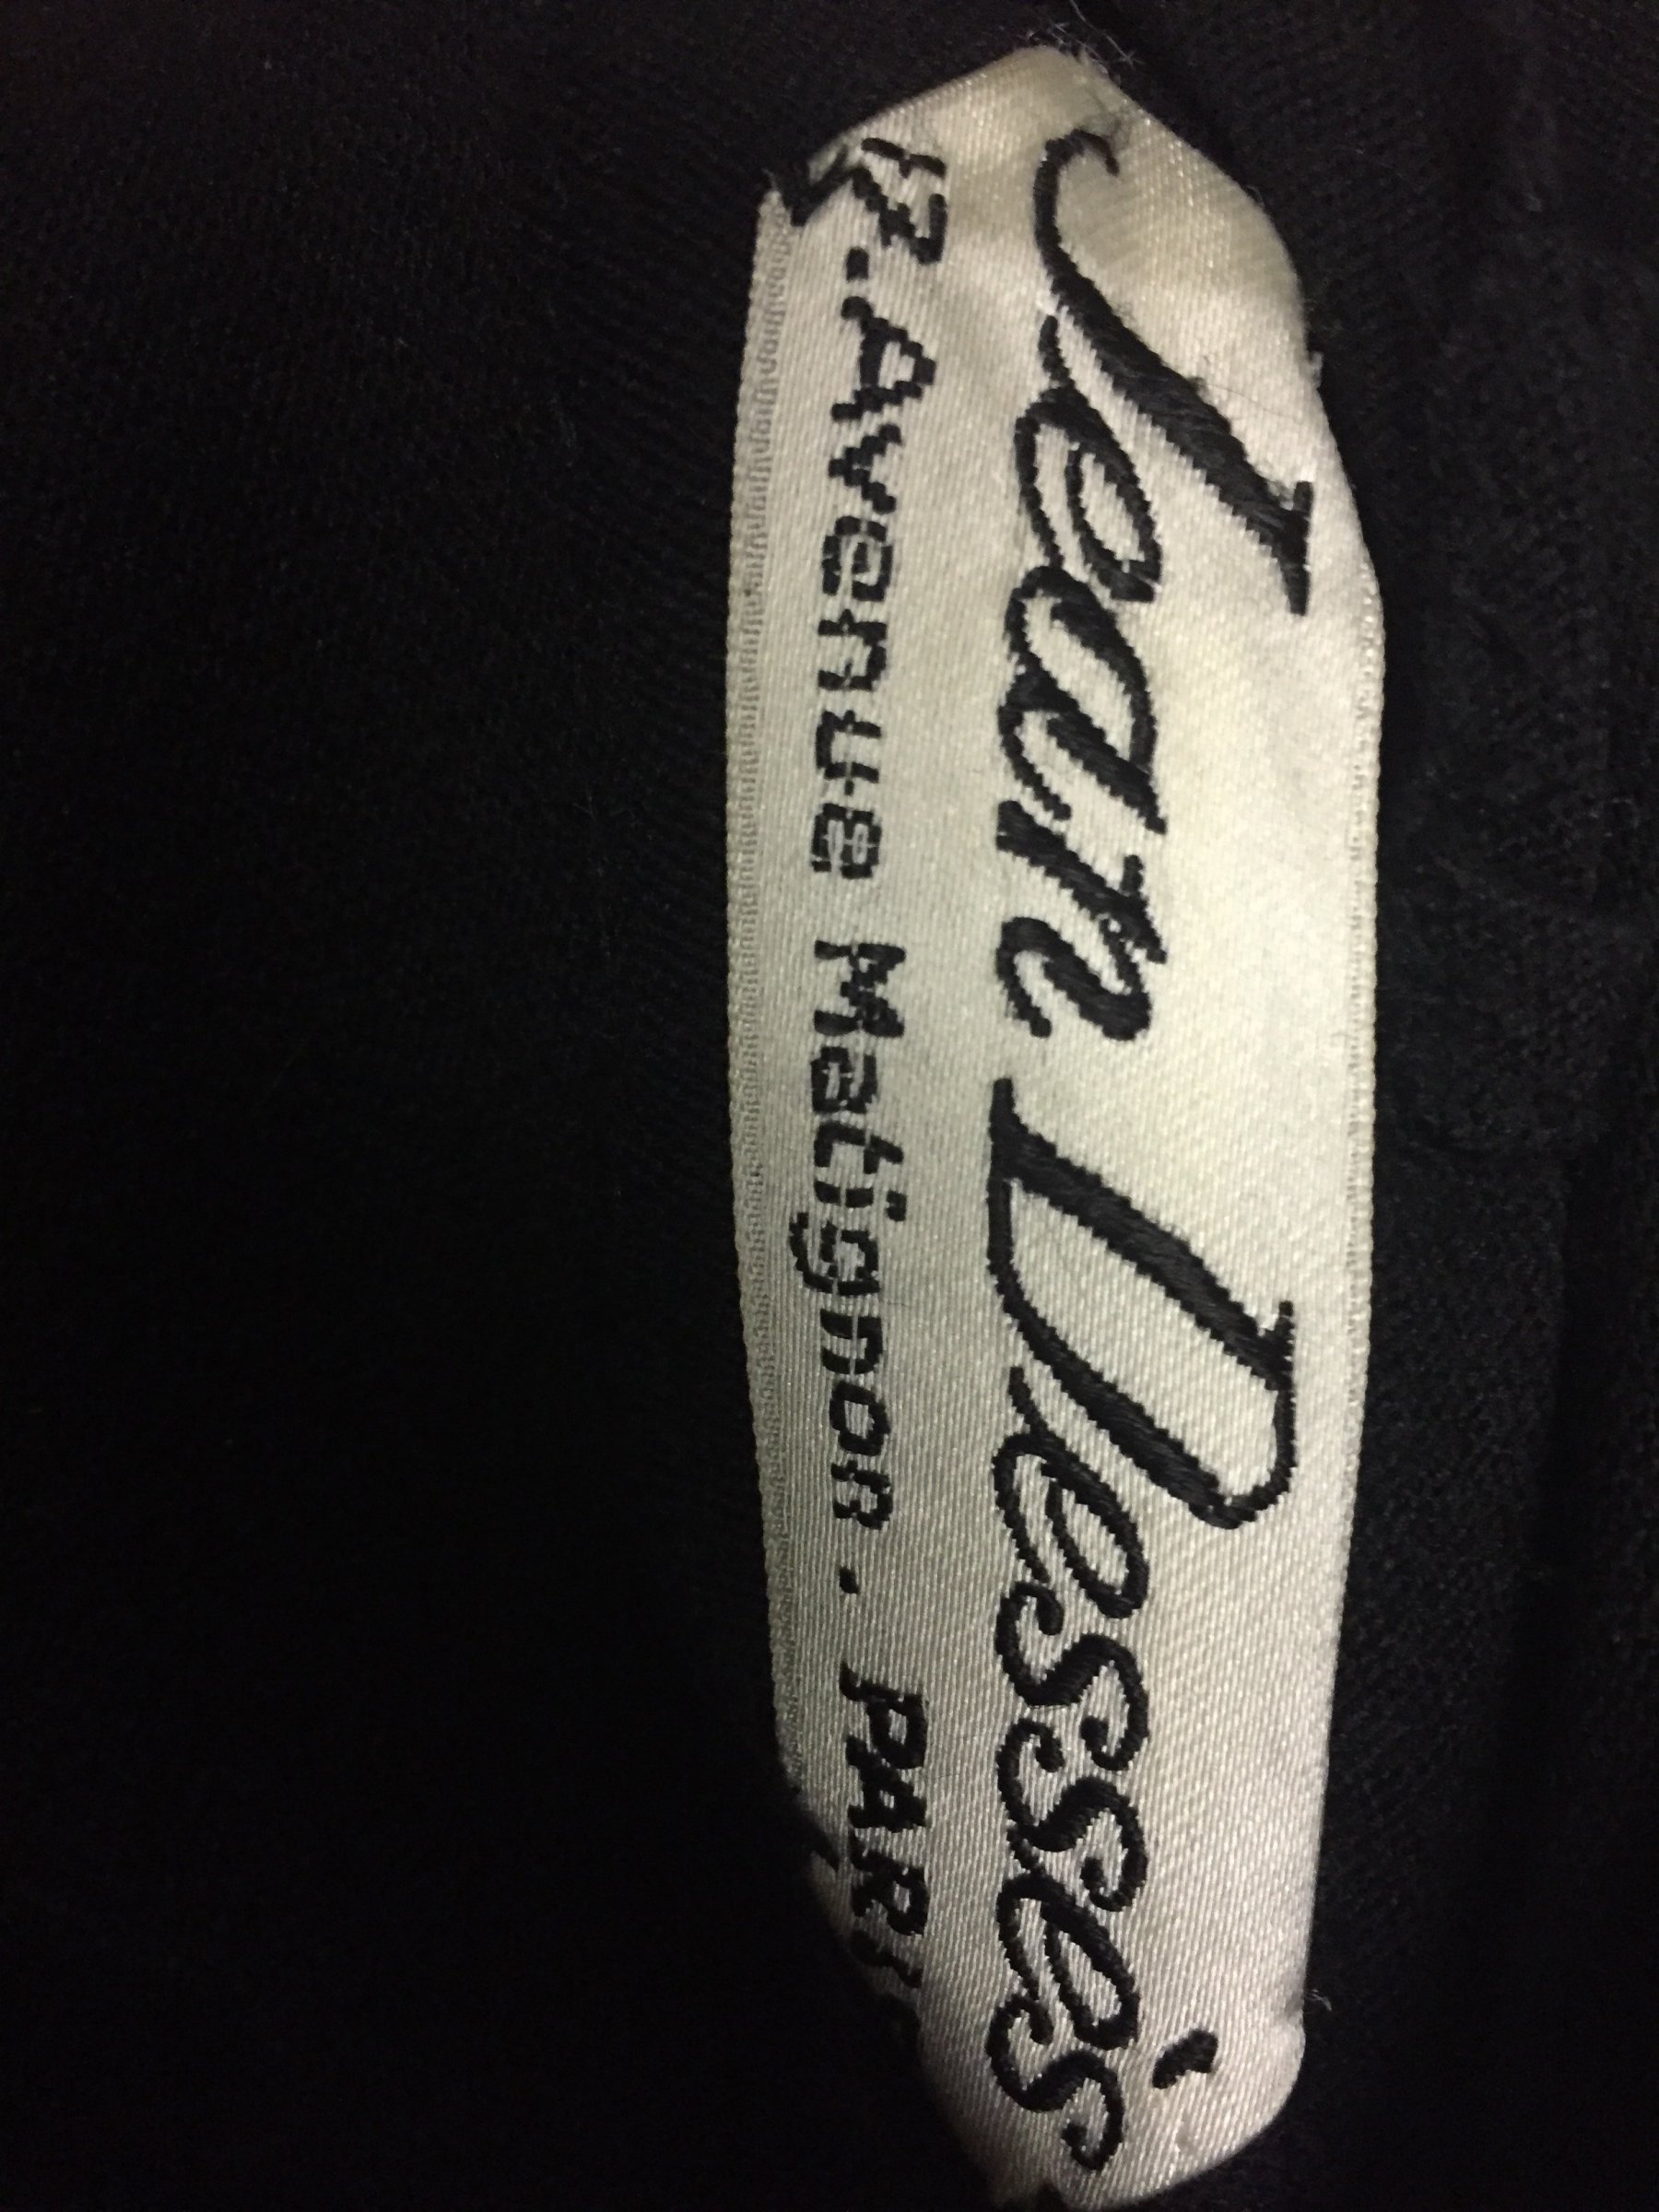 Jean Dessès
17.Avenue Matignon. PARIS